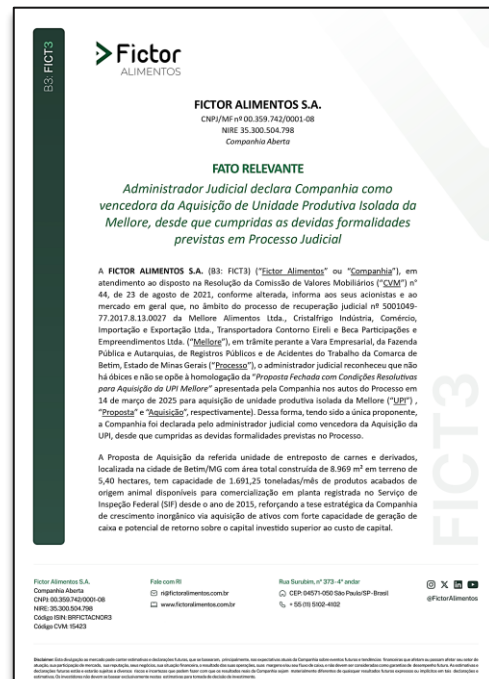 B3: FICT3
Fictor
ALIMENTOS
FICTOR ALIMENTOS S.A.
CNPJ/MF nº 00.359.742/0001-08
NIRE 35.300.504.798
Companhia Aberta
FATO RELEVANTE
Administrador Judicial declara Companhia como
vencedora da Aquisição de Unidade Produtiva Isolada da
Mellore, desde que cumpridas as devidas formalidades
previstas em Processo Judicial
A FICTOR ALIMENTOS S.A. (B3: FICT3) ("Fictor Alimentos" ou "Companhia"), em
atendimento ao disposto na Resolução da Comissão de Valores Mobiliários ("CVM") n°
44, de 23 de agosto de 2021, conforme alterada, informa aos seus acionistas e ao
mercado em geral que, no âmbito do processo de recuperação judicial nº 5001049-
77.2017.8.13.0027 da Mellore Alimentos Ltda., Cristalfrigo Indústria, Comércio,
Importação e Exportação Ltda., Transportadora Contorno Eireli e Beca Participações e
Empreendimentos Ltda. ("Mellore"), em trâmite perante a Vara Empresarial, da Fazenda
Pública e Autarquias, de Registros Públicos e de Acidentes do Trabalho da Comarca de
Betim, Estado de Minas Gerais ("Processo"), o administrador judicial reconheceu que não
há óbices e não se opõe à homologação da "Proposta Fechada com Condições Resolutivas
para Aquisição da UPI Mellore" apresentada pela Companhia nos autos do Processo em
14 de março de 2025 para aquisição de unidade produtiva isolada da Mellore ("UPI") ,
"Proposta" e "Aquisição", respectivamente). Dessa forma, tendo sido a única proponente,
a Companhia foi declarada pelo administrador judicial como vencedora da Aquisição da
UPI, desde que cumpridas as devidas formalidades previstas no Processo.
A Proposta de Aquisição da referida unidade de entreposto de carnes e derivados,
localizada na cidade de Betim/MG com área total construída de 8.969 m² em terreno de
5,40 hectares, tem capacidade de 1.691,25 toneladas/mês de produtos acabados de
origem animal disponíveis para comercialização em planta registrada no Serviço de
Inspeção Federal (SIF) desde o ano de 2015, reforçando a tese estratégica da Companhia
de crescimento inorgânico via aquisição de ativos com forte capacidade de geração de
caixa e potencial de retorno sobre o capital investido superior ao custo de capital.
FICT3
Fictor Alimentos S.A.
Companhia Aberta
CNPJ: 00.359.742/0001-08
NIRE: 35.300.504.798
Código ISIN: BRFICTACNOR3
Código CVM: 15423
Fale com RI
ri@fictoralimentos.com.br
www.fictoralimentos.com.br
Rua Surubim, nº 373-4º andar
CEP: 04571-050 São Paulo/SP-Brasil
+ 55 (11) 5102-4102
@FictorAlimentos